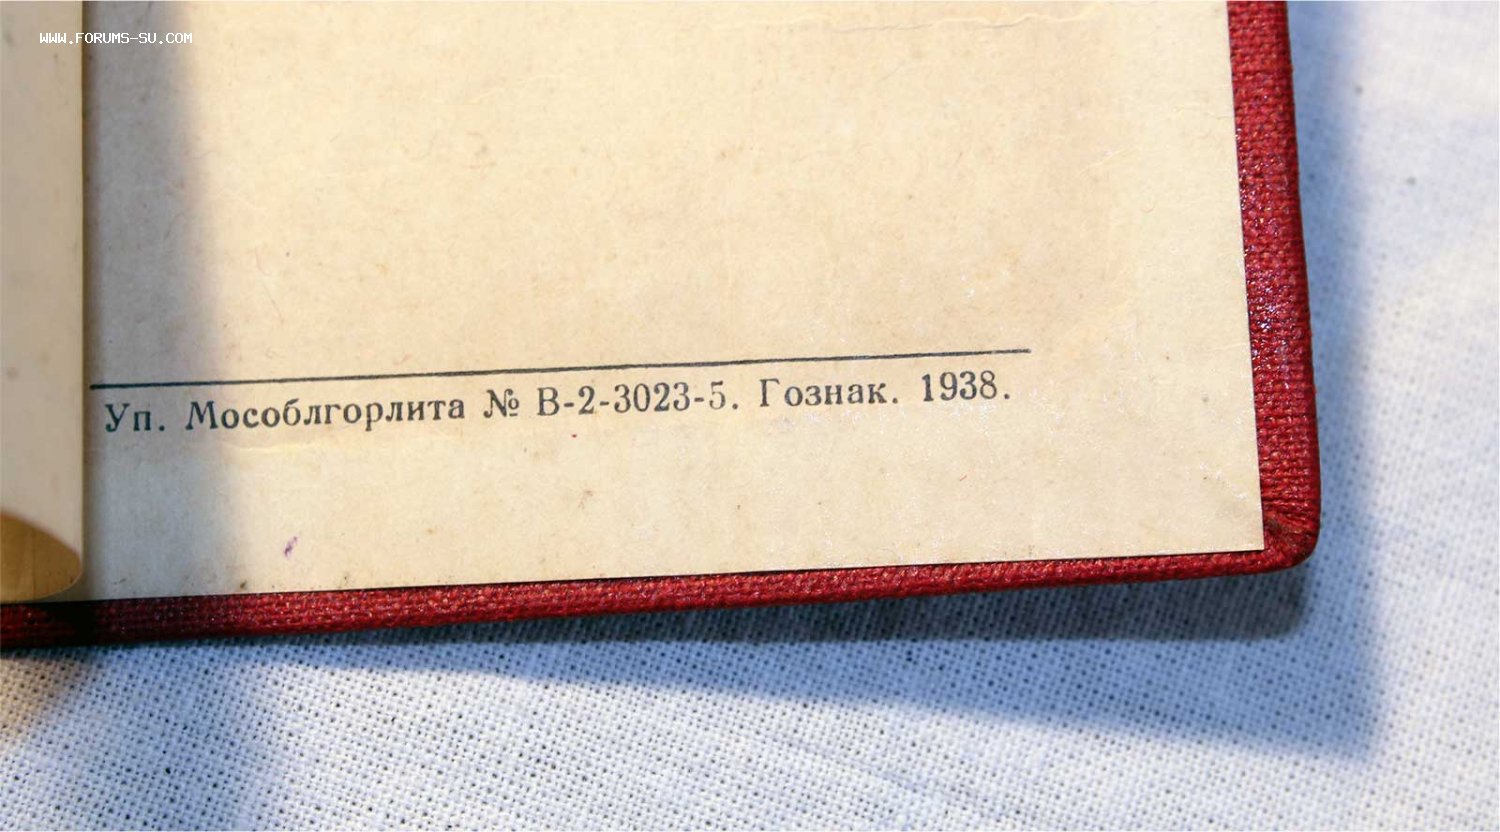 WWW.FORUMS-SU.COM
Уп. Мособлгорлита № В-2-3023-5. Гознак. 1938.